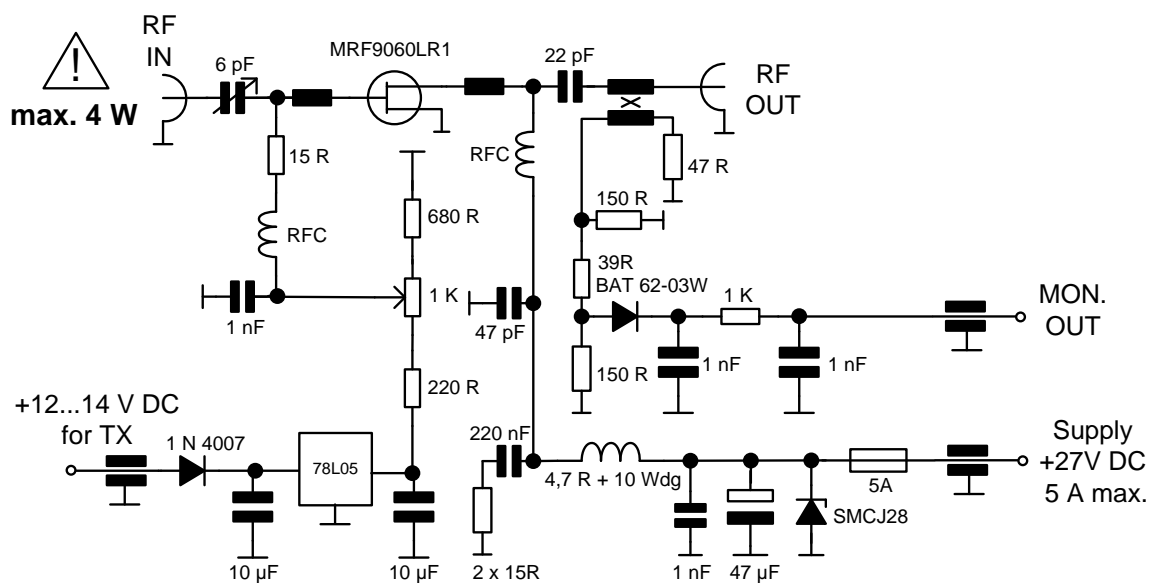 RF
IN
!
max. 4 W
6 pF
MRF9060LR1
22 pF
RF
OUT
15 R
RFC
47 R
150 R
680 R
RFC
39R
BAT 62-03W
1 K
1 K
MON.
OUT
1 nF
47 pF
1 nF
1 nF
150 R
220 R
+12...14 V DC
for TX
1 N 4007
78L05
220 nF
4,7 R + 10 Wdg
5A
Supply
+27V DC
5 A max.
SMCJ28
10 µF
10 µF
2 x 15R
1 nF
47 µF